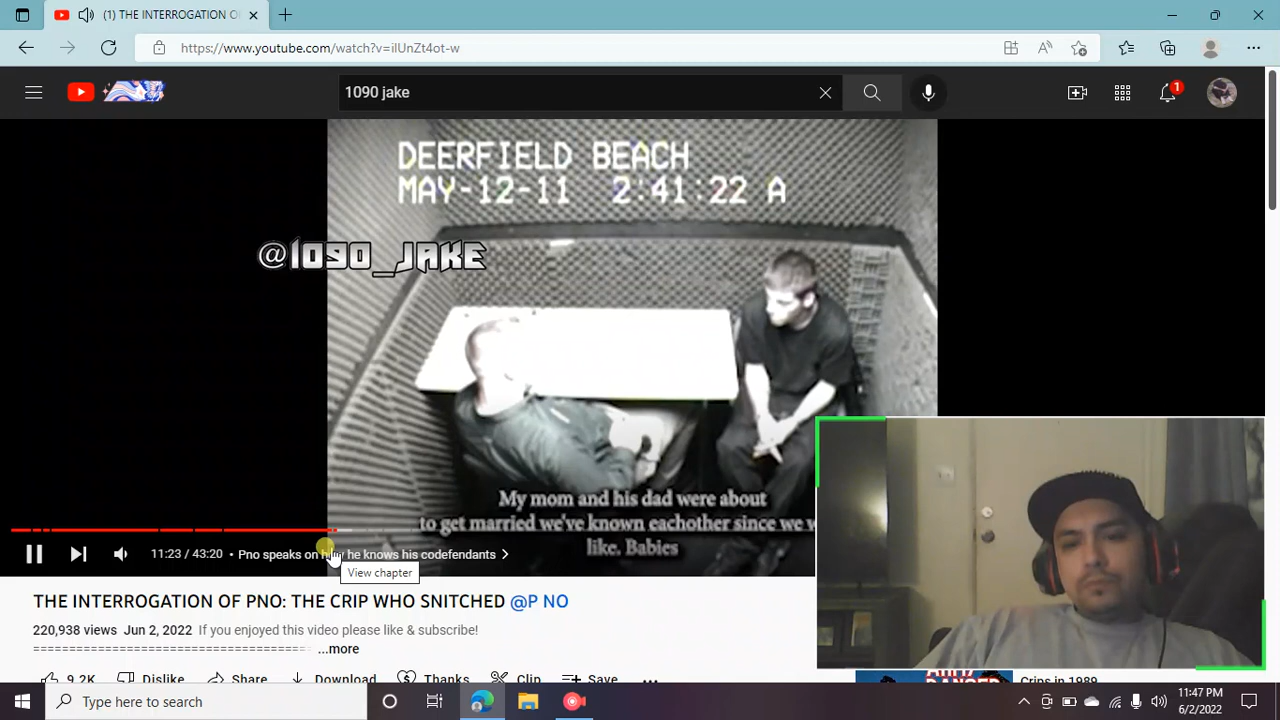 (1) THE INTERROGATION OF
https://www.youtube.com/watch?v=ilUnZt4ot-w
1090 jake
1
DEERFIELD BEACH
MAY-12-11 2:41:22 A
@1090_JAKE
My mom and his dad were about
to get married we've known eachother since we w
like. Babies
11:23 / 43:20 • Pno speaks on he knows his codefendants
View chapter
THE INTERROGATION OF PNO: THE CRIP WHO SNITCHED @P NO
220,938 views Jun 2, 2022 If you enjoyed this video please like & subscribe!
====================================== ...more
9.2K Dislike Share Download Thanks Clip Save ...
Crips in 1989
Type here to search
11:47 PM
6/2/2022